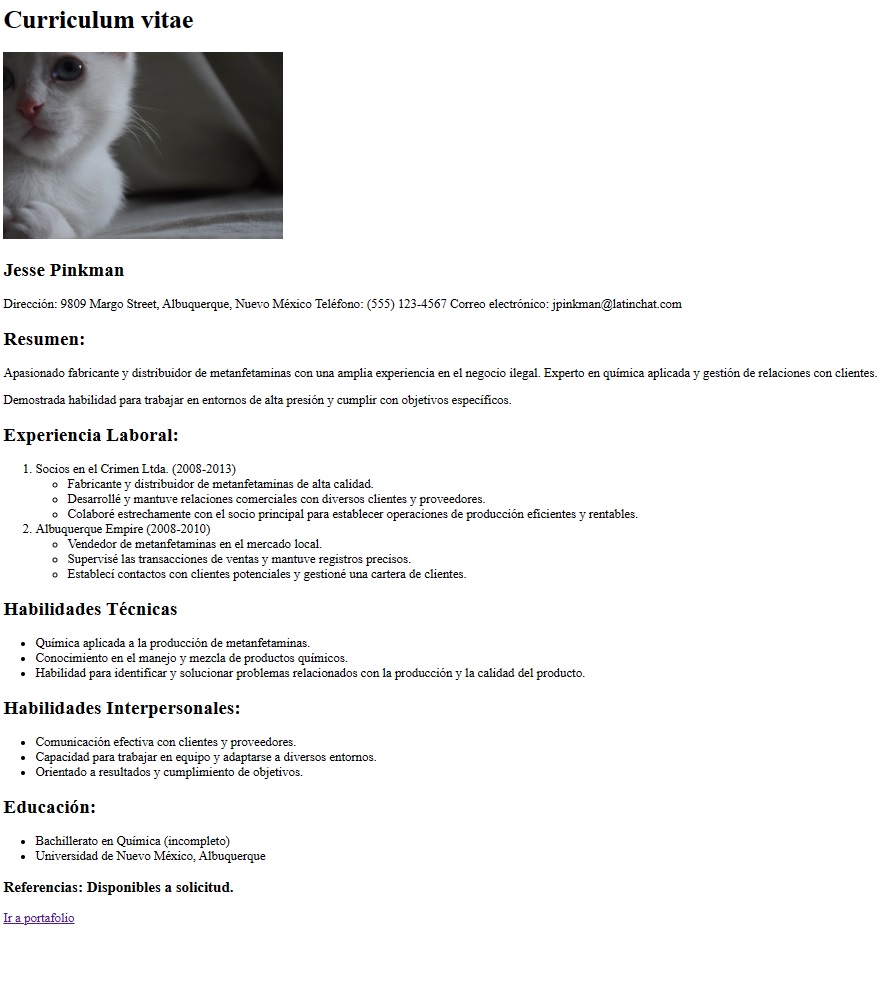 Curriculum vitae
Jesse Pinkman
Dirección: 9809 Margo Street, Albuquerque, Nuevo México Teléfono: (555) 123-4567 Correo electrónico: jpinkman@latinchat.com
Resumen:
Apasionado fabricante y distribuidor de metanfetaminas con una amplia experiencia en el negocio ilegal. Experto en química aplicada y gestión de relaciones con clientes.
Demostrada habilidad para trabajar en entornos de alta presión y cumplir con objetivos específicos.
Experiencia Laboral:
1. Socios en el Crimen Ltda. (2008-2013)
Fabricante y distribuidor de metanfetaminas de alta calidad.
Desarrollé y mantuve relaciones comerciales con diversos clientes y proveedores.
Colaboré estrechamente con el socio principal para establecer operaciones de producción eficientes y rentables.
2. Albuquerque Empire (2008-2010)
Vendedor de metanfetaminas en el mercado local.
Supervisé las transacciones de ventas y mantuve registros precisos.
Establecí contactos con clientes potenciales y gestioné una cartera de clientes.
Habilidades Técnicas
Química aplicada a la producción de metanfetaminas.
Conocimiento en el manejo y mezcla de productos químicos.
Habilidad para identificar y solucionar problemas relacionados con la producción y la calidad del producto.
Habilidades Interpersonales:
Comunicación efectiva con clientes y proveedores.
Capacidad para trabajar en equipo y adaptarse a diversos entornos.
Orientado a resultados y cumplimiento de objetivos.
Educación:
Bachillerato en Química (incompleto)
Universidad de Nuevo México, Albuquerque
Referencias: Disponibles a solicitud.
Ir a portafolio